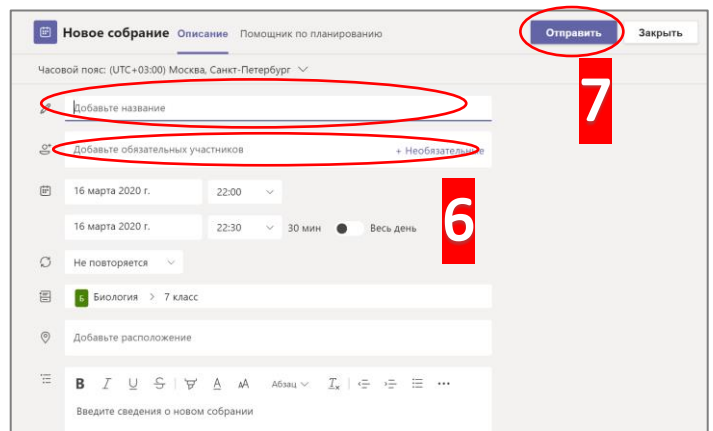 Новое собрание Описание Помощник по планированию Отправить Закрыть
Часовой пояс: (UTC+03:00) Москва, Санкт-Петербург
7
Добавьте название
Добавьте обязательных участников + Необязательные
16 марта 2020 г. 22:00
16 марта 2020 г. 22:30 30 мин Весь день
6
Не повторяется
Б Биология > 7 класс
Добавьте расположение
B I U S A AA Абзац Tx
Введите сведения о новом собрании